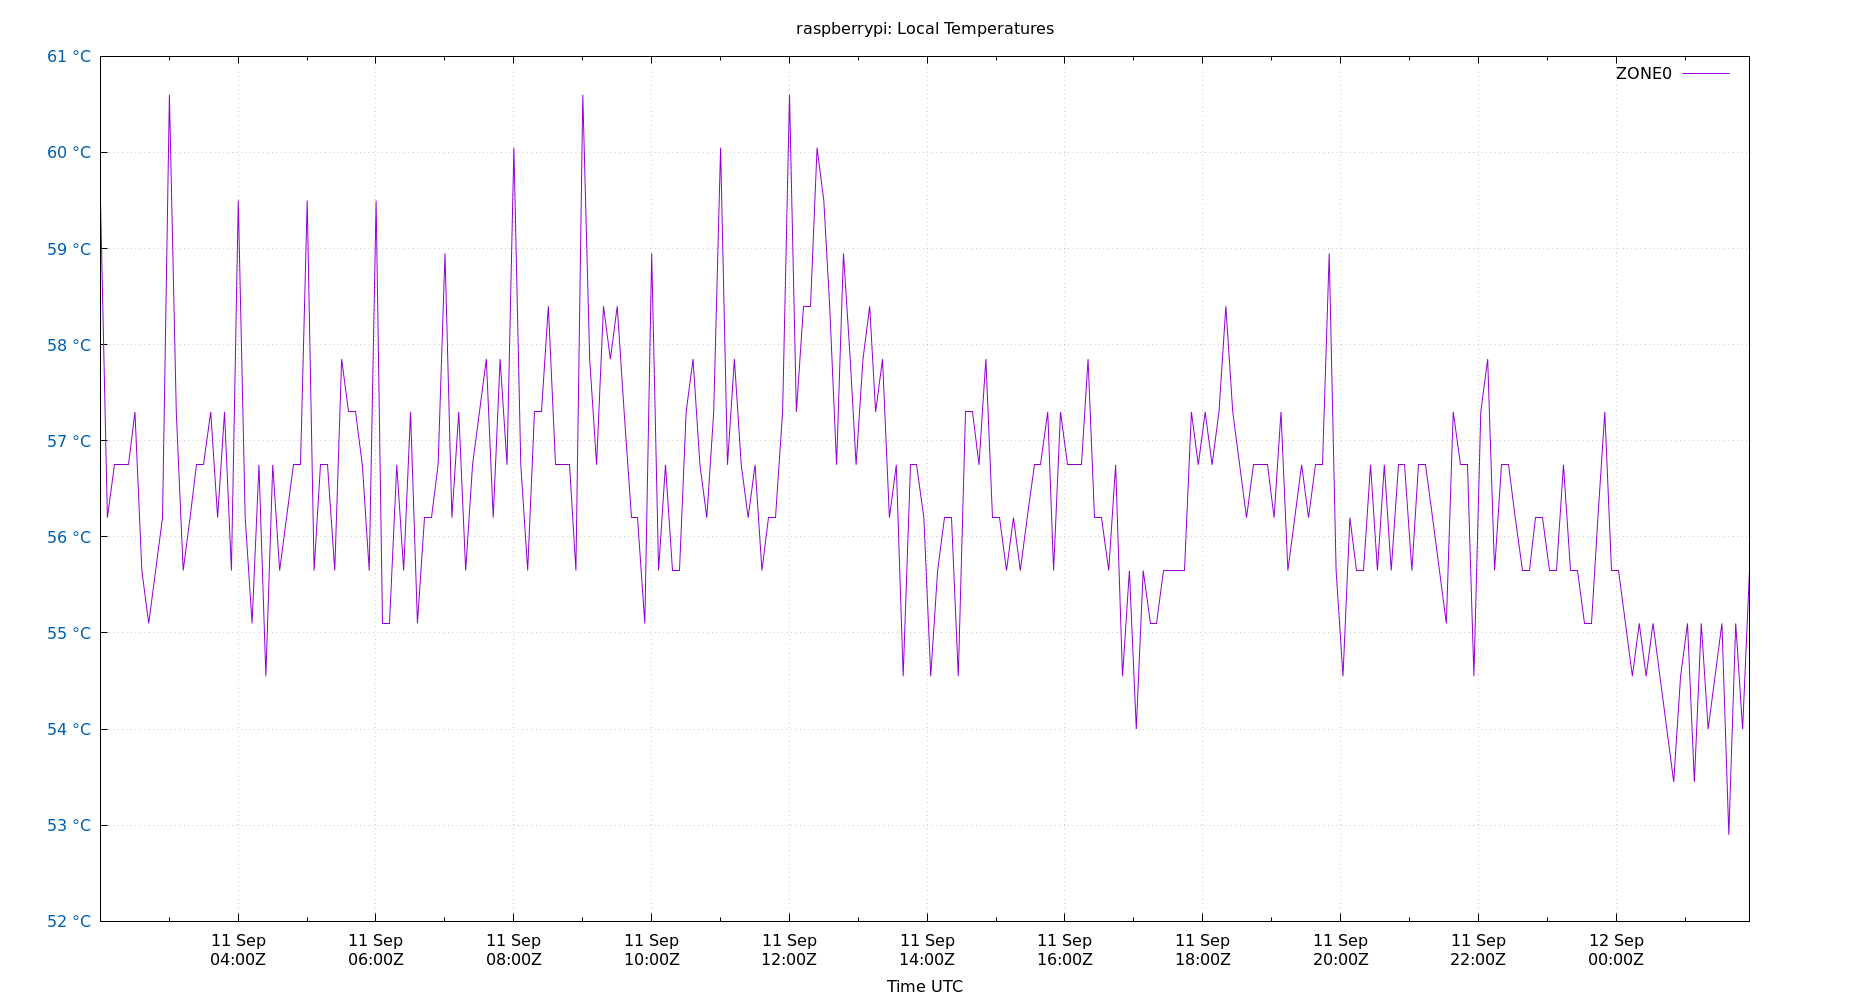 raspberrypi: Local Temperatures
61 °C
ZONE0
60 °C
59 °C
58 °C
57 °C
56 °C
55 °C
54 °C
53 °C
52 °C
11 Sep 11 Sep 11 Sep 11 Sep 11 Sep 11 Sep 11 Sep 11 Sep 11 Sep 11 Sep 12 Sep
04:00Z 06:00Z 08:00Z 10:00Z 12:00Z 14:00Z 16:00Z 18:00Z 20:00Z 22:00Z 00:00Z
Time UTC